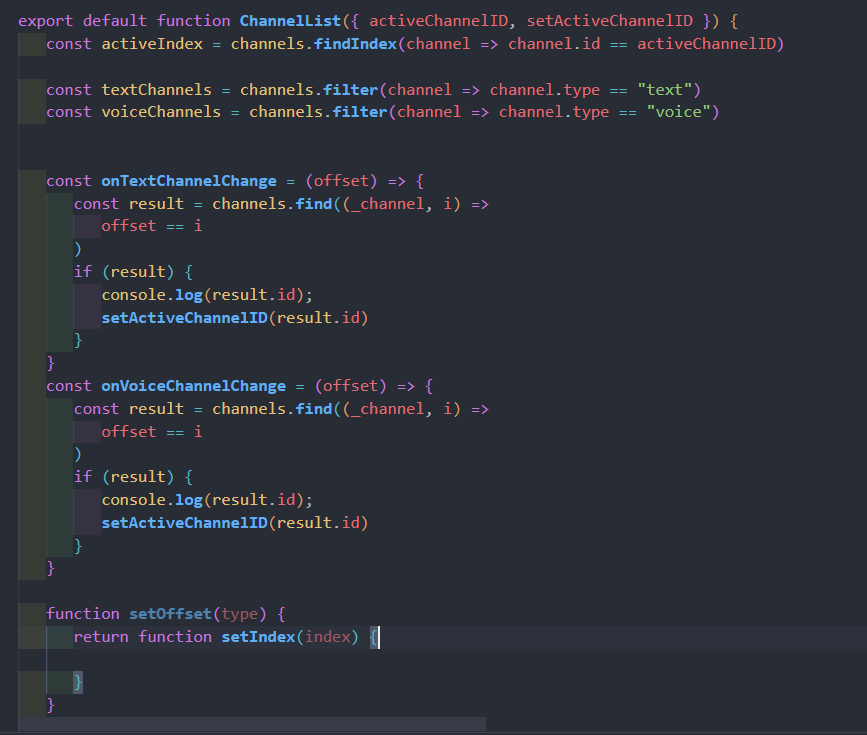 export default function ChannelList({ activeChannelID, setActiveChannelID }) {
const activeIndex = channels.findIndex(channel => channel.id == activeChannelID)
const textChannels = channels.filter(channel => channel.type == "text")
const voiceChannels = channels.filter(channel => channel.type == "voice")
const onTextChannelChange = (offset) => {
const result = channels.find((_channel, i) =>
offset == i
)
if (result) {
console.log(result.id);
setActiveChannelID(result.id)
}
}
const onVoiceChannelChange = (offset) => {
const result = channels.find((_channel, i) =>
offset == i
)
if (result) {
console.log(result.id);
setActiveChannelID(result.id)
}
}
function setOffset(type) {
return function setIndex(index) {
}
}